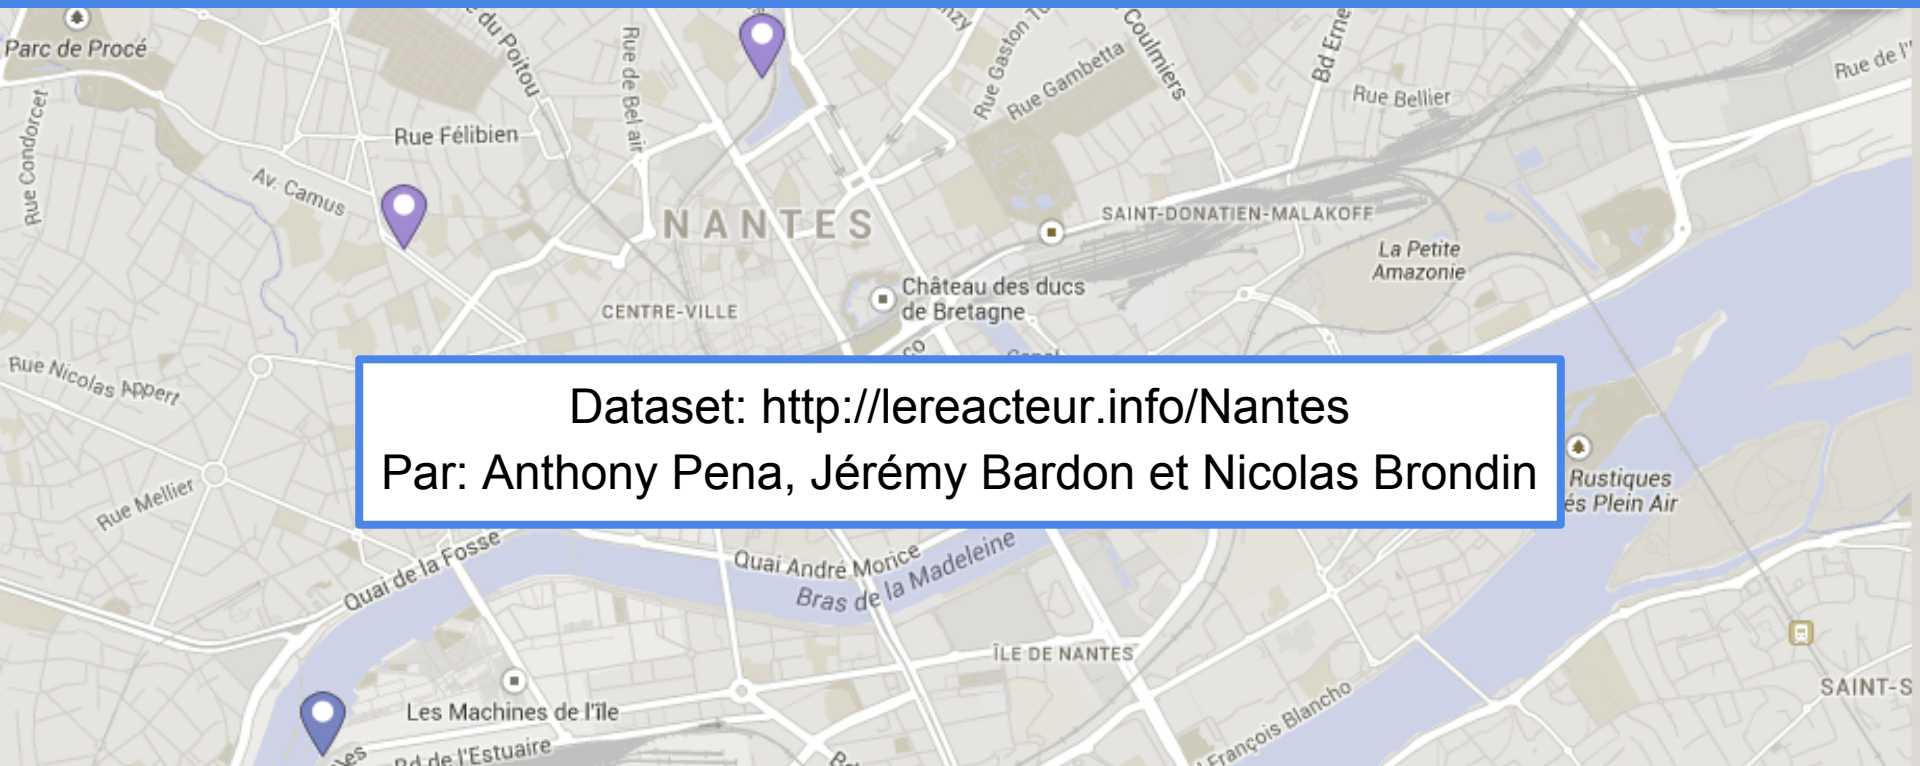 Parc de Procé
du Poitou
Rue de Bel air
Rue Gaston
Rue Gambetta
Coulmiers
Bd Erne
Rue Bellier
Rue de l'
Rue Condorcet
Rue Félibien
Av. Camus
NANTES
SAINT-DONATIEN-MALAKOFF
La Petite
Amazonie
Château des ducs
de Bretagne
CENTRE-VILLE
Rue Nicolas Appert
Dataset: http://lereacteur.info/Nantes
Par: Anthony Pena, Jérémy Bardon et Nicolas Brondin
Rustiques
és Plein Air
Rue Mellier
Quai de la Fosse
Quai André Morice
Bras de la Madeleine
ÎLE DE NANTES
SAINT-S
Les Machines de l'île
Bd de l'Estuaire
François Blancho